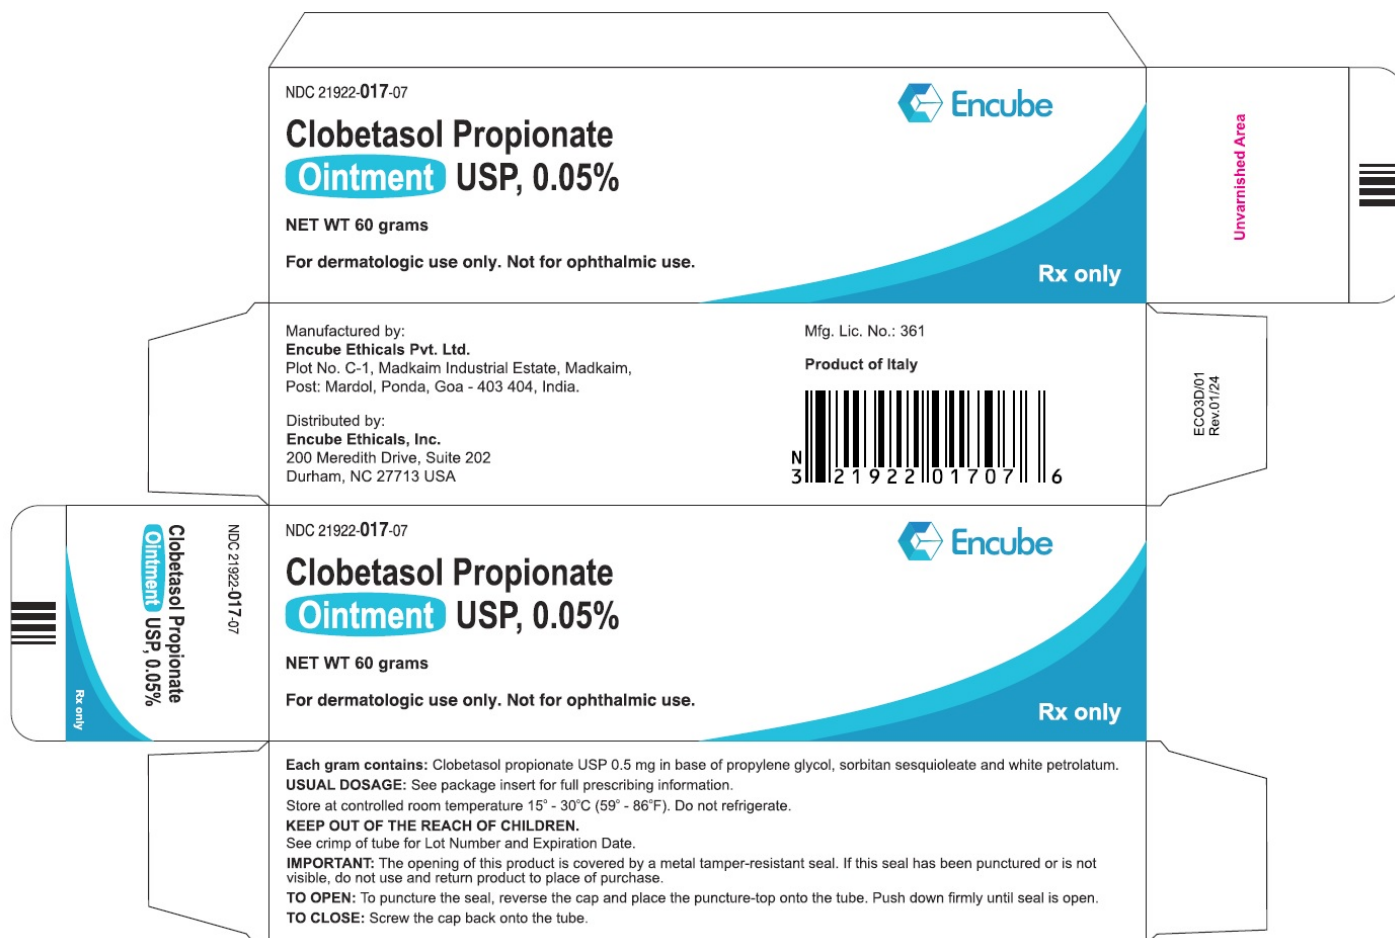 NDC 21922-017-07
Encube
Clobetasol Propionate
Ointment USP, 0.05%
NET WT 60 grams
For dermatologic use only. Not for ophthalmic use.
Rx only
Unvarnished Area
Manufactured by:
Encube Ethicals Pvt. Ltd.
Plot No. C-1, Madkaim Industrial Estate, Madkaim,
Post: Mardol, Ponda, Goa - 403 404, India.
Distributed by:
Encube Ethicals, Inc.
200 Meredith Drive, Suite 202
Durham, NC 27713 USA
Mfg. Lic. No.: 361
Product of Italy
N
3 21922 01707 6
ECO3D/01
Rev.01/24
NDC 21922-017-07
Clobetasol Propionate
Ointment USP, 0.05%
Rx only
NDC 21922-017-07
Encube
Clobetasol Propionate
Ointment USP, 0.05%
NET WT 60 grams
For dermatologic use only. Not for ophthalmic use.
Rx only
Each gram contains: Clobetasol propionate USP 0.5 mg in base of propylene glycol, sorbitan sesquioleate and white petrolatum.
USUAL DOSAGE: See package insert for full prescribing information.
Store at controlled room temperature 15° - 30°C (59° - 86°F). Do not refrigerate.
KEEP OUT OF THE REACH OF CHILDREN.
See crimp of tube for Lot Number and Expiration Date.
IMPORTANT: The opening of this product is covered by a metal tamper-resistant seal. If this seal has been punctured or is not
visible, do not use and return product to place of purchase.
TO OPEN: To puncture the seal, reverse the cap and place the puncture-top onto the tube. Push down firmly until seal is open.
TO CLOSE: Screw the cap back onto the tube.